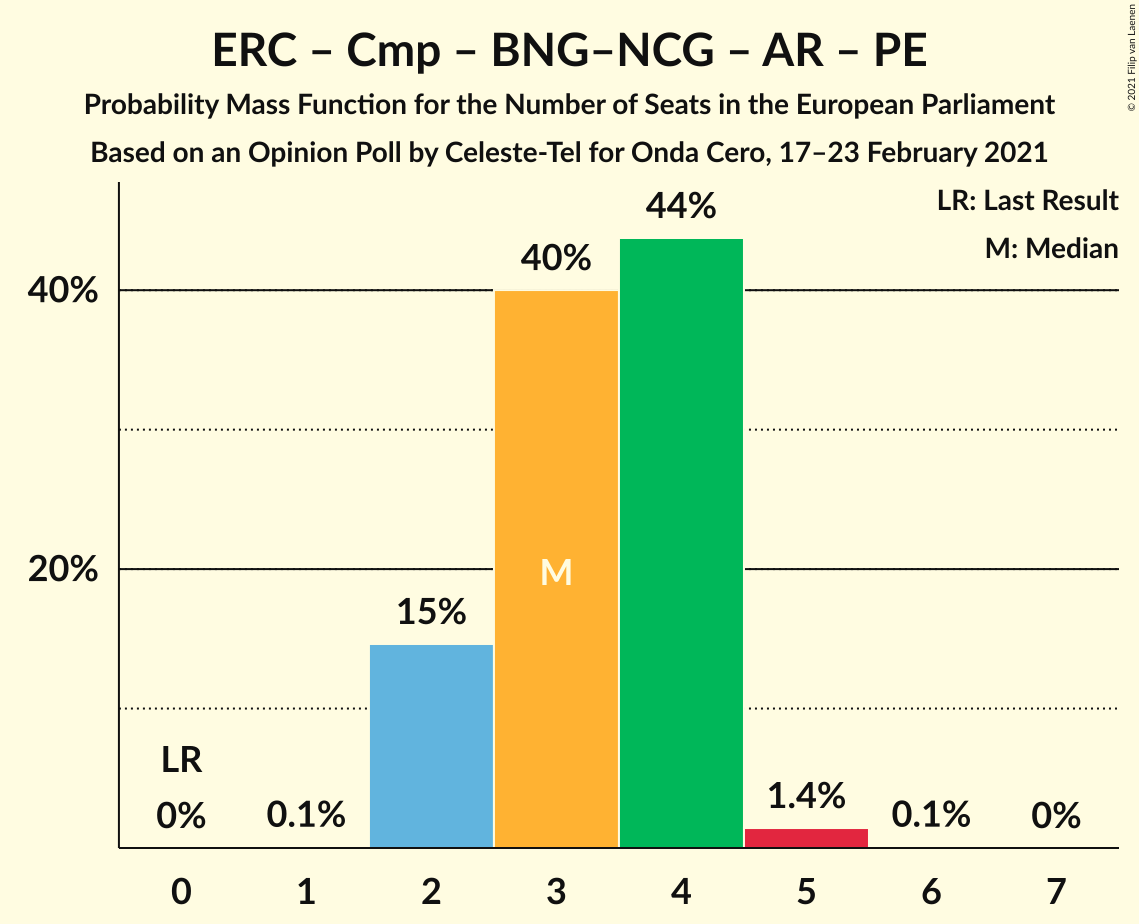 ERC – Cmp – BNG–NCG – AR – PE
Probability Mass Function for the Number of Seats in the European Parliament
Based on an Opinion Poll by Celeste-Tel for Onda Cero, 17–23 February 2021
© 2021 Filip van Laenen
LR: Last Result
M: Median
44%
40%
40%
M
20%
15%
LR
0%
0.1%
1.4%
0.1%
0%
0 1 2 3 4 5 6 7